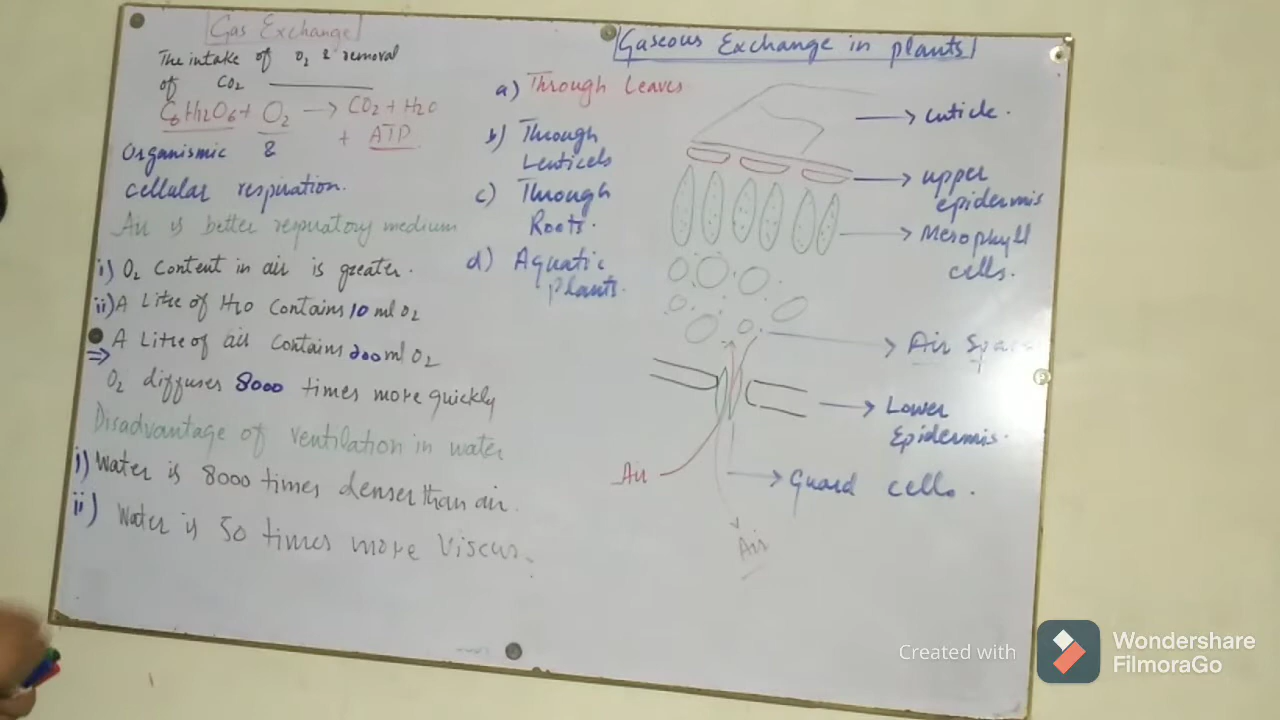 Gas Exchange
The intake of O2 & removal
of CO2
C6H12O6 + O2 → CO2 + H2O
+ ATP
Organismic &
cellular respiration.
Air is better respiratory medium
i) O2 Content in air is greater.
ii) A Litre of H2O Contains 10 ml O2
A Litre of air Contains 200 ml O2
⇒ O2 diffuses 8000 times more quickly
Disadvantage of ventilation in water
i) Water is 8000 times denser than air.
ii) Water is 50 times more Viscus.
Gaseous Exchange in plants
a) Through Leaves
b) Through
Lenticels
c) Through
Roots.
d) Aquatic
plants.
→ cuticle.
→ upper
epidermis
→ Mesophyll
cells.
→ Air Space
→ Lower
Epidermis.
Air
→ Guard cells.
Air
Created with
Wondershare
FilmoraGo